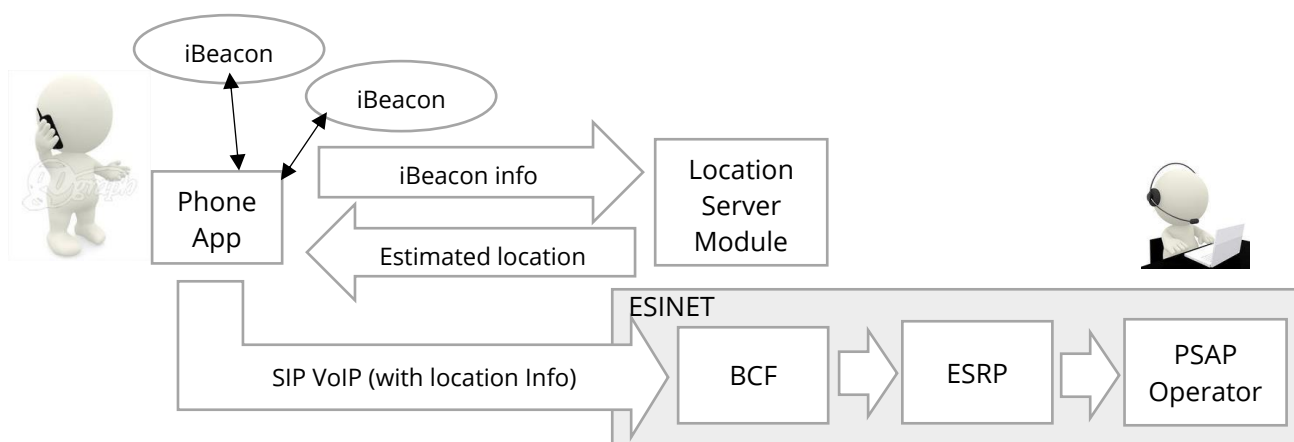 iBeacon
iBeacon
iBeacon info
Location
Server
Module
Phone
App
Estimated location
ESINET
SIP VoIP (with location Info)
BCF
ESRP
PSAP
Operator